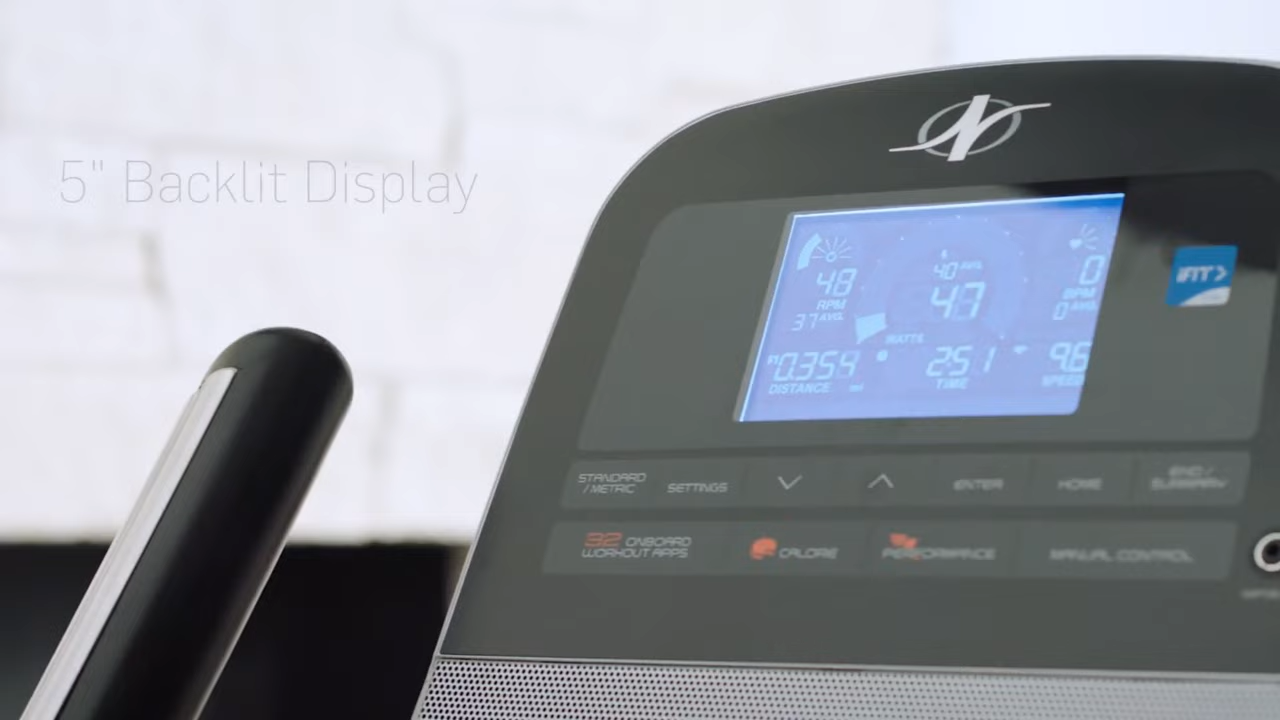 5" Backlit Display
iFIT
48
RPM
37 AVG.
40 AVG.
47
WATTS
0
BPM
0 AVG.
0.354
DISTANCE mi
2:51
TIME
9.6
SPEED
STANDARD
/ METRIC
SETTINGS
ENTER
HOME
END /
SUMMARY
32 ONBOARD
WORKOUT APPS
CALORIE
PERFORMANCE
MANUAL CONTROL